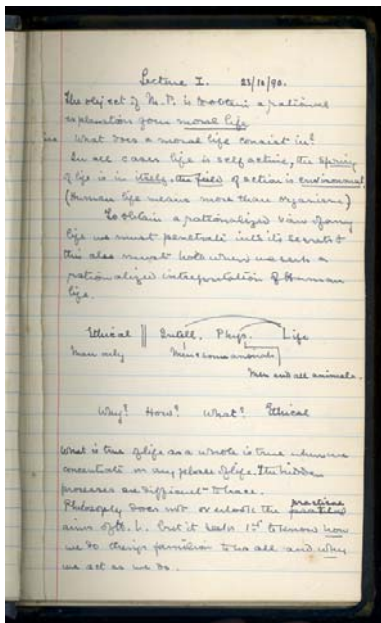 Lecture I. 23/10/90.
The object of M.P. is to obtain a rational
explanation of our moral life
What does a moral life consist in?
In all cases life is self active, the spring
of life is in itself, the field of action is environment
(Human life means more than organism)
To obtain a rationalized view of any
life we must penetrate into its secrets &
this also must hold when we seek a
rationalized interpretation of Human
life.
Ethical || Intell. Phys. Life
Men only Men & some animals
Men and all animals.
Why? How? What? Ethical
What is true of life as a whole is true when we
concentrate on any phase of life. The hidden
processes are difficult to trace.
practical
Philosophy does not overlook the
aims of M. L. but it seeks 1st to know how
we do things familiar to us all and why
we act as we do.